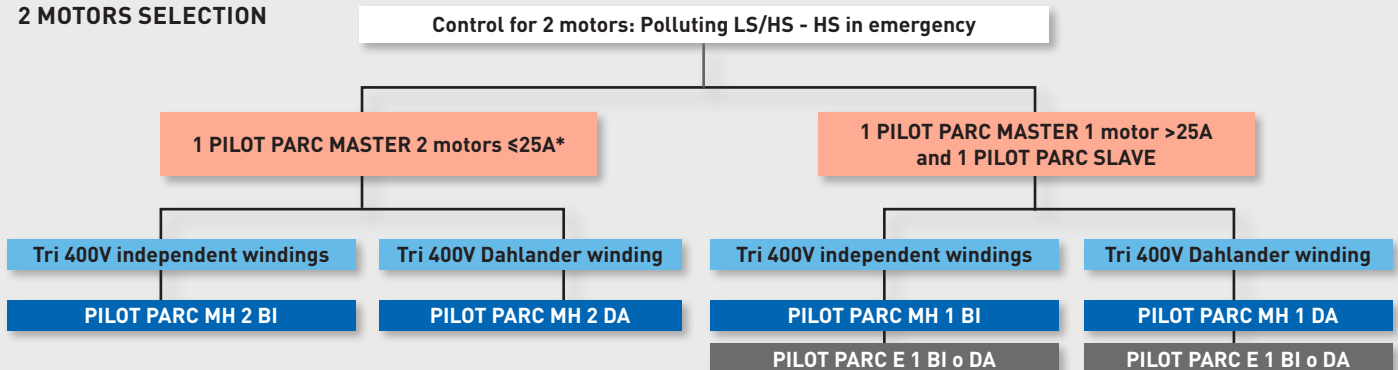 2 MOTORS SELECTION
Control for 2 motors: Polluting LS/HS - HS in emergency
1 PILOT PARC MASTER 2 motors ≤25A*
1 PILOT PARC MASTER 1 motor >25A
and 1 PILOT PARC SLAVE
Tri 400V independent windings
Tri 400V Dahlander winding
Tri 400V independent windings
Tri 400V Dahlander winding
PILOT PARC MH 2 BI
PILOT PARC MH 2 DA
PILOT PARC MH 1 BI
PILOT PARC MH 1 DA
PILOT PARC E 1 BI o DA
PILOT PARC E 1 BI o DA